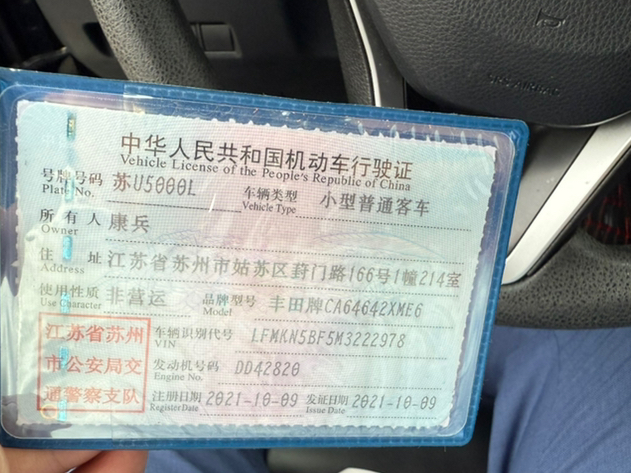 中华人民共和国机动车行驶证
Vehicle License of the People's Republic of China
号牌号码 苏U5000L 车辆类型 小型普通客车
Plate No. Vehicle Type
所有人 康兵
Owner
住址 江苏省苏州市姑苏区葑门路166号1幢214室
Address
使用性质 非营运 品牌型号 丰田牌CA64642XME6
Use Character Model
江苏省苏州
市公安局交
通警察支队
车辆识别代号 LFMKN5BF5M3222978
VIN
发动机号码 DD42820
Engine No.
注册日期 2021-10-09 发证日期 2021-10-09
Register Date Issue Date